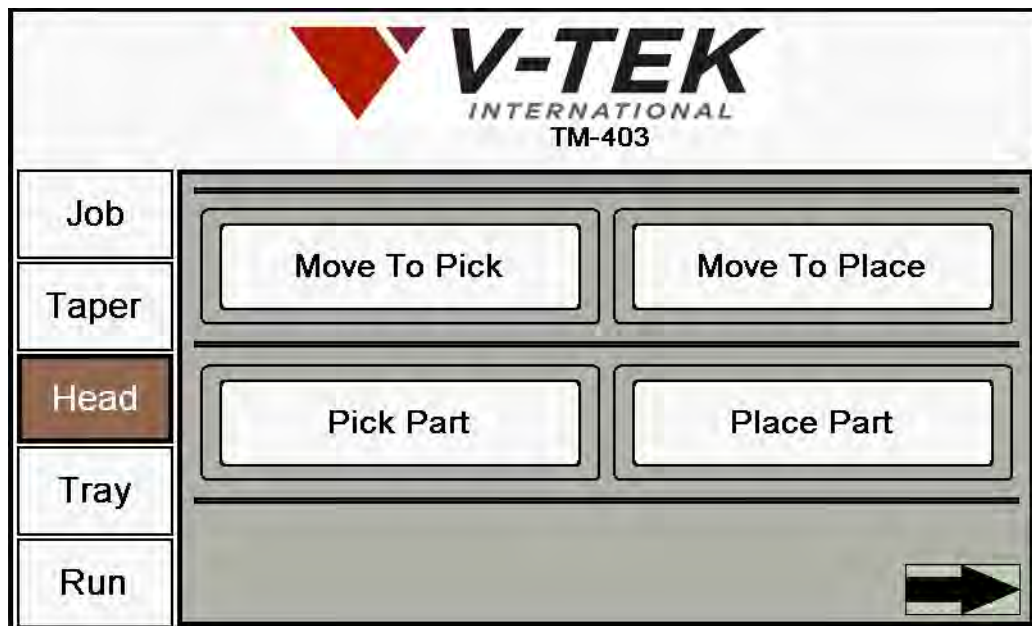 V-TEK
INTERNATIONAL
TM-403
Job
Taper
Head
Tray
Run
Move To Pick
Move To Place
Pick Part
Place Part